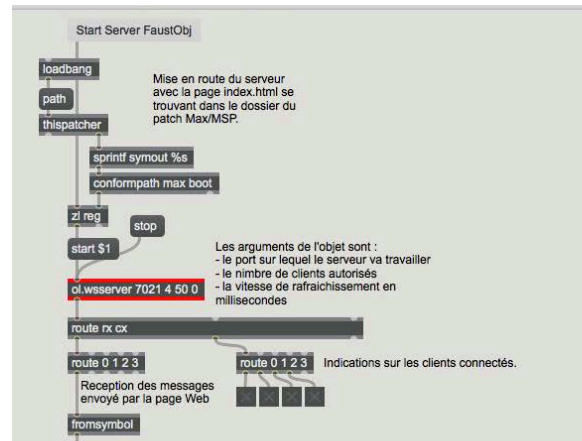 Start Server FaustObj
loadbang
path
thispatcher
Mise en route du serveur
avec la page index.html se
trouvant dans le dossier du
patch Max/MSP.
sprintf symout %s
conformpath max boot
zl reg
stop
start $1
Les arguments de l'objet sont :
- le port sur lequel le serveur va travailler
- le nimbre de clients autorisés
- la vitesse de rafraichissement en
millisecondes
ol.wsserver 7021 4 50 0
route rx cx
route 0 1 2 3
route 0 1 2 3
Indications sur les clients connectés.
Reception des messages
envoyé par la page Web
fromsymbol